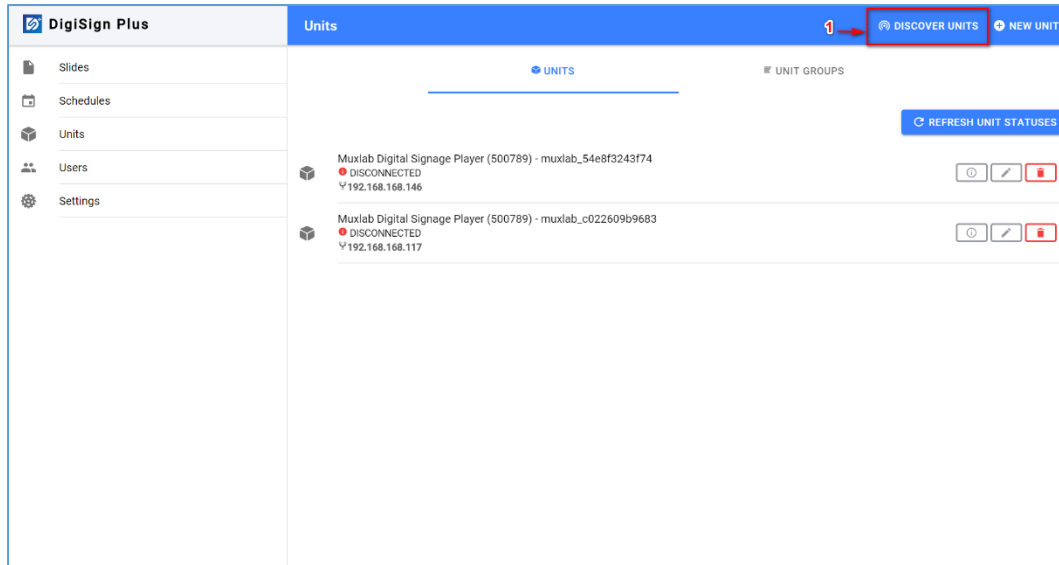 DigiSign Plus
Units
1
DISCOVER UNITS
NEW UNIT
Slides
Schedules
Units
Users
Settings
UNITS
UNIT GROUPS
REFRESH UNIT STATUSES
Muxlab Digital Signage Player (500789) - muxlab_54e8f3243f74
DISCONNECTED
192.168.168.146
Muxlab Digital Signage Player (500789) - muxlab_c022609b9683
DISCONNECTED
192.168.168.117